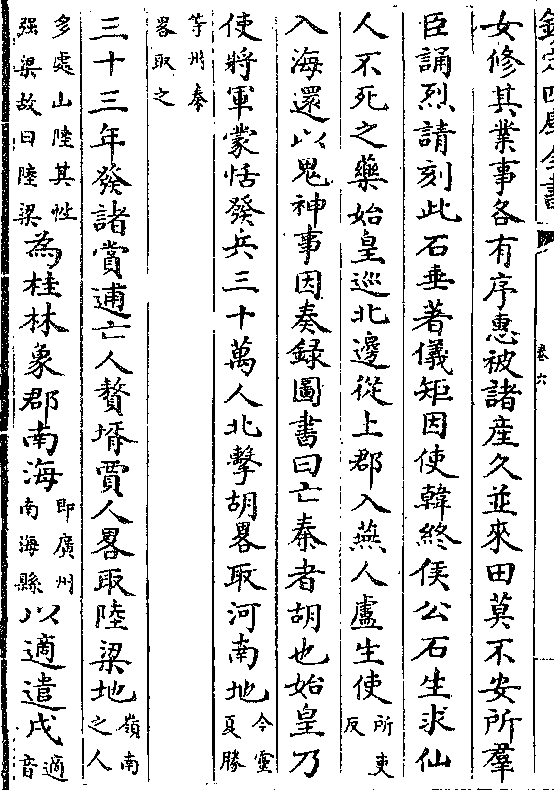 欽定四庫全書
卷六
女修其業事各有序惠被諸産久並來田莫不安所羣
臣誦烈請刻此石垂著儀矩因使韓終侯公石生求仙
人不死之藥始皇巡北邊從上郡入燕人盧生使所吏反
入海還以鬼神事因奏録圖書曰亡秦者胡也始皇乃
使將軍蒙恬發兵三十萬人北擊胡畧取河南地今靈夏勝
等州秦畧取之
三十三年發諸嘗逋亡人贅壻賈人畧取陸梁地嶺南之人
多處山陸其性强梁故曰陸梁為桂林象郡南海即廣州南海縣以適遣戍適音